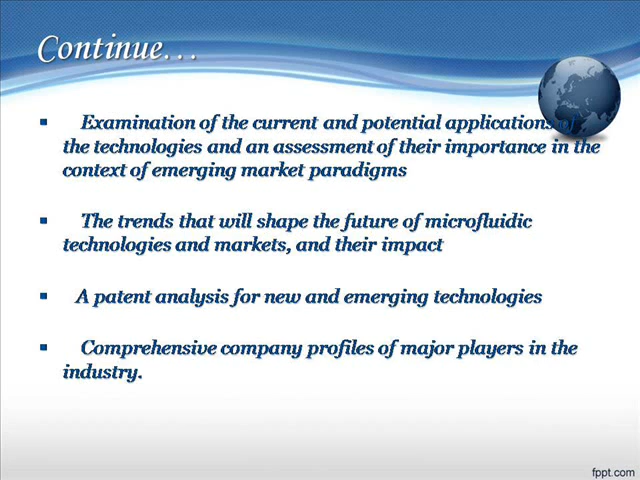 Continue…
▪ Examination of the current and potential applications of
the technologies and an assessment of their importance in the
context of emerging market paradigms
▪ The trends that will shape the future of microfluidic
technologies and markets, and their impact
▪ A patent analysis for new and emerging technologies
▪ Comprehensive company profiles of major players in the
industry.
fppt.com